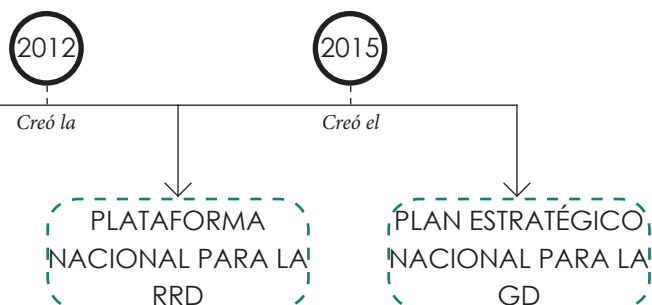 2012
2015
Creó la
Creó el
PLATAFORMA
NACIONAL PARA LA
RRD
PLAN ESTRATÉGICO
NACIONAL PARA LA
GD